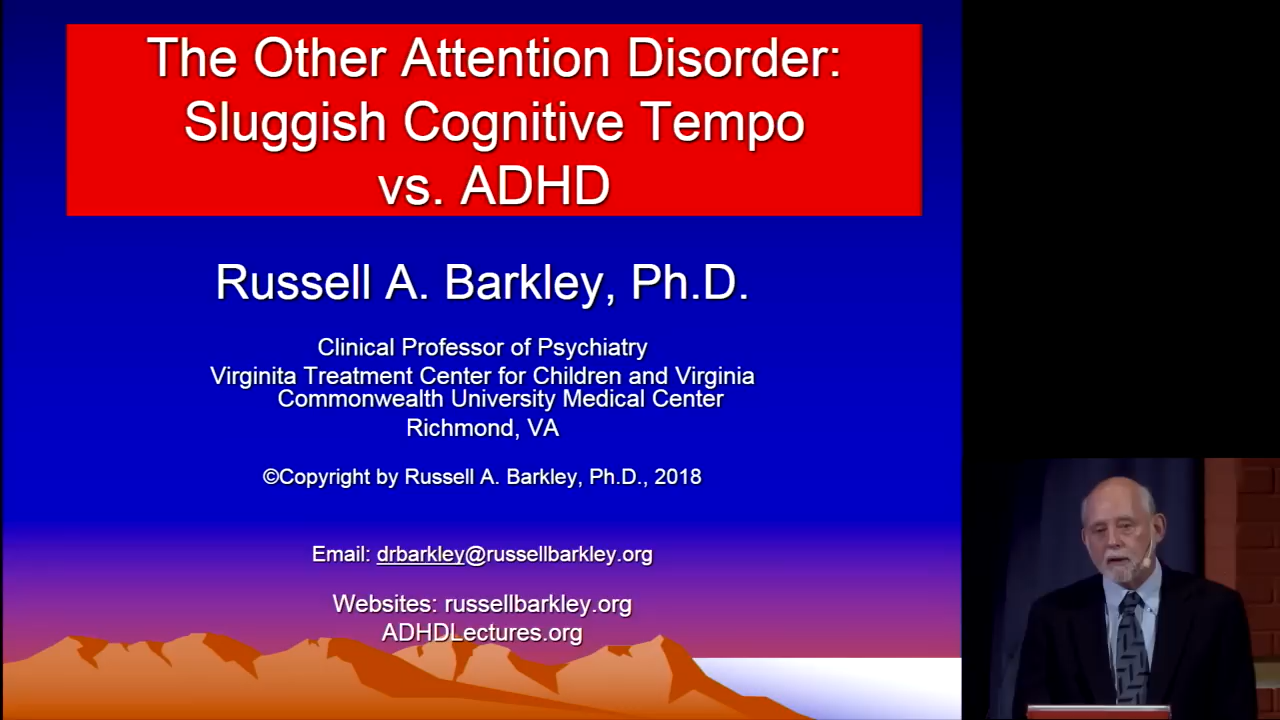 The Other Attention Disorder:
Sluggish Cognitive Tempo
vs. ADHD
Russell A. Barkley, Ph.D.
Clinical Professor of Psychiatry
Virginita Treatment Center for Children and Virginia
Commonwealth University Medical Center
Richmond, VA
©Copyright by Russell A. Barkley, Ph.D., 2018
Email: drbarkley@russellbarkley.org
Websites: russellbarkley.org
ADHDLectures.org